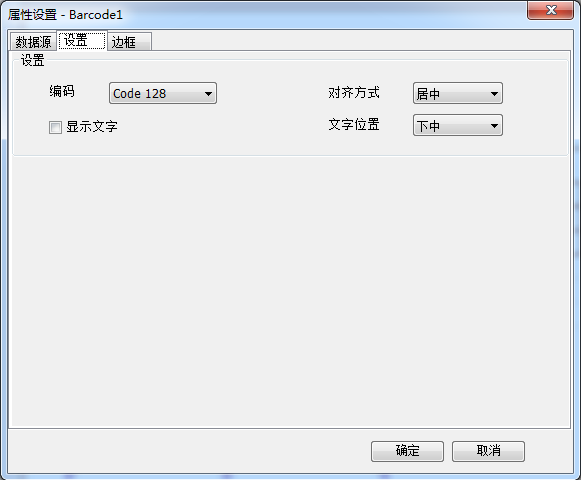 属性设置 - Barcode1
数据源 设置 边框
设置
编码 Code 128 对齐方式 居中
显示文字 文字位置 下中
确定 取消